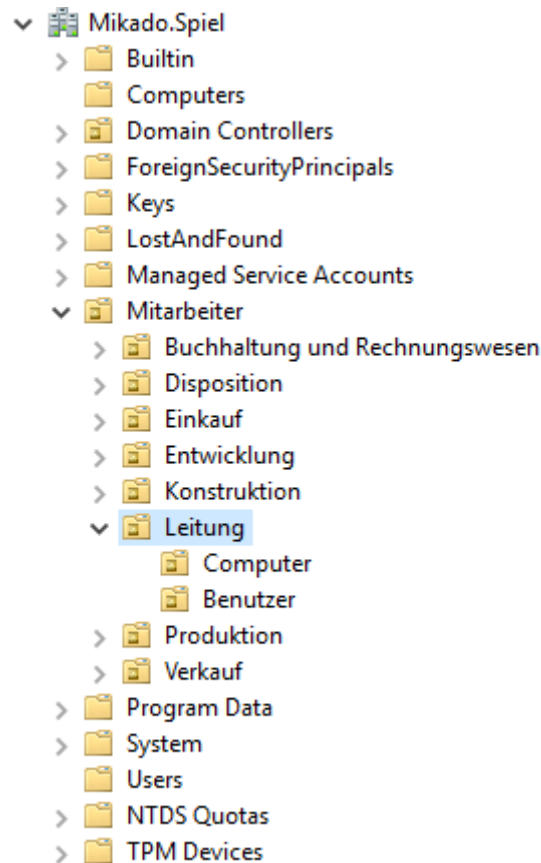 Mikado.Spiel
Builtin
Computers
Domain Controllers
ForeignSecurityPrincipals
Keys
LostAndFound
Managed Service Accounts
Mitarbeiter
Buchhaltung und Rechnungswesen
Disposition
Einkauf
Entwicklung
Konstruktion
Leitung
Computer
Benutzer
Produktion
Verkauf
Program Data
System
Users
NTDS Quotas
TPM Devices